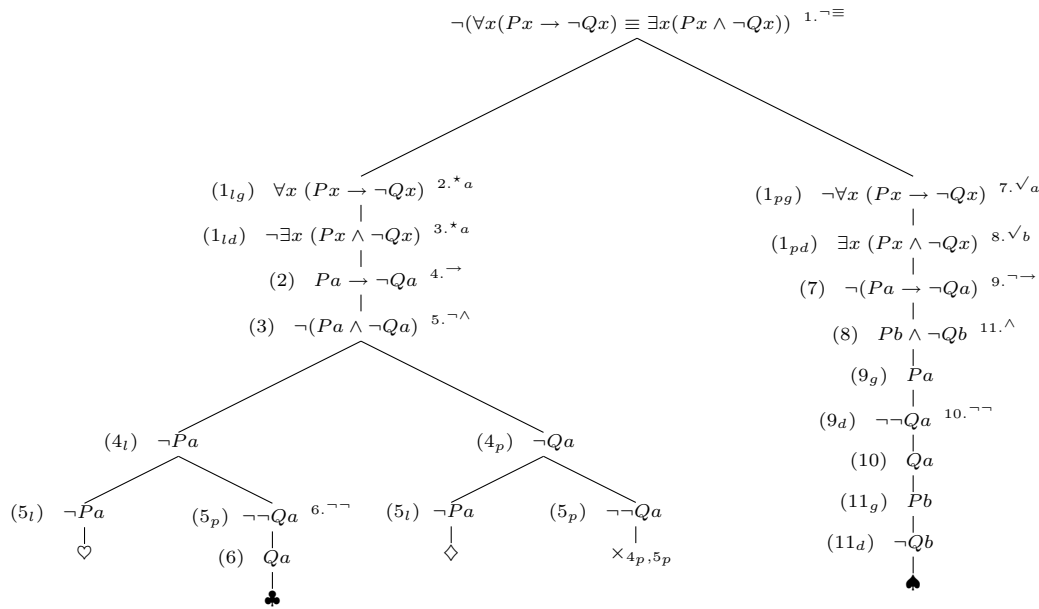 ¬(∀x(Px → ¬Qx) ≡ ∃x(Px ∧ ¬Qx)) 1.¬≡
(1lg) ∀x (Px → ¬Qx) 2.⋆a
(1ld) ¬∃x (Px ∧ ¬Qx) 3.⋆a
(2) Pa → ¬Qa 4.→
(3) ¬(Pa ∧ ¬Qa) 5.¬∧
(4l) ¬Pa
(5l) ¬Pa
♡
(5p) ¬¬Qa 6.¬¬
(6) Qa
♣
(4p) ¬Qa
(5l) ¬Pa
♢
(5p) ¬¬Qa
×4p,5p
(1pg) ¬∀x (Px → ¬Qx) 7.√a
(1pd) ∃x (Px ∧ ¬Qx) 8.√b
(7) ¬(Pa → ¬Qa) 9.¬→
(8) Pb ∧ ¬Qb 11.∧
(9g) Pa
(9d) ¬¬Qa 10.¬¬
(10) Qa
(11g) Pb
(11d) ¬Qb
♠